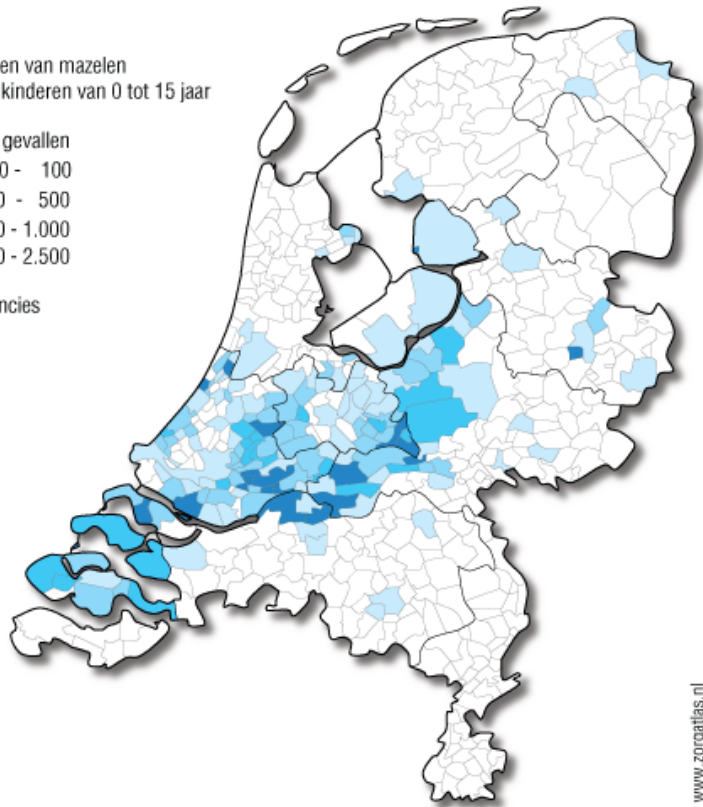 en van mazelen
kinderen van 0 tot 15 jaar
gevallen
0 - 100
0 - 500
0 - 1.000
0 - 2.500
ncies
www.zorgatlas.nl